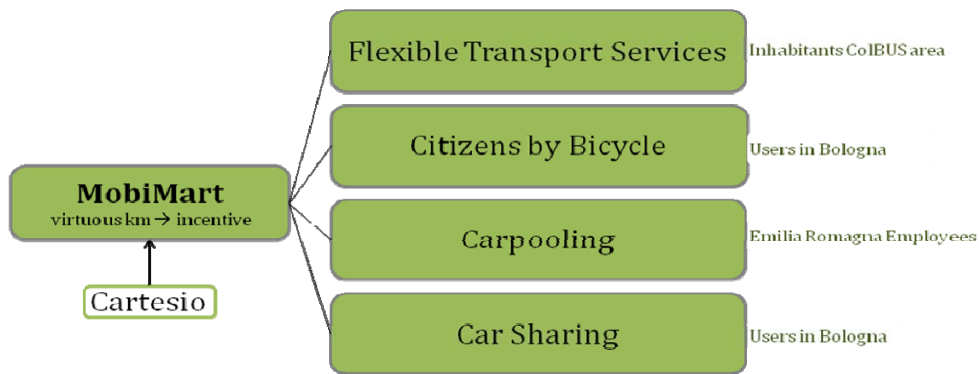 Flexible Transport Services
Inhabitants ColBUS area
Citizens by Bicycle
Users in Bologna
MobiMart
virtuous km → incentive
Carpooling
Emilia Romagna Employees
Cartesio
Car Sharing
Users in Bologna